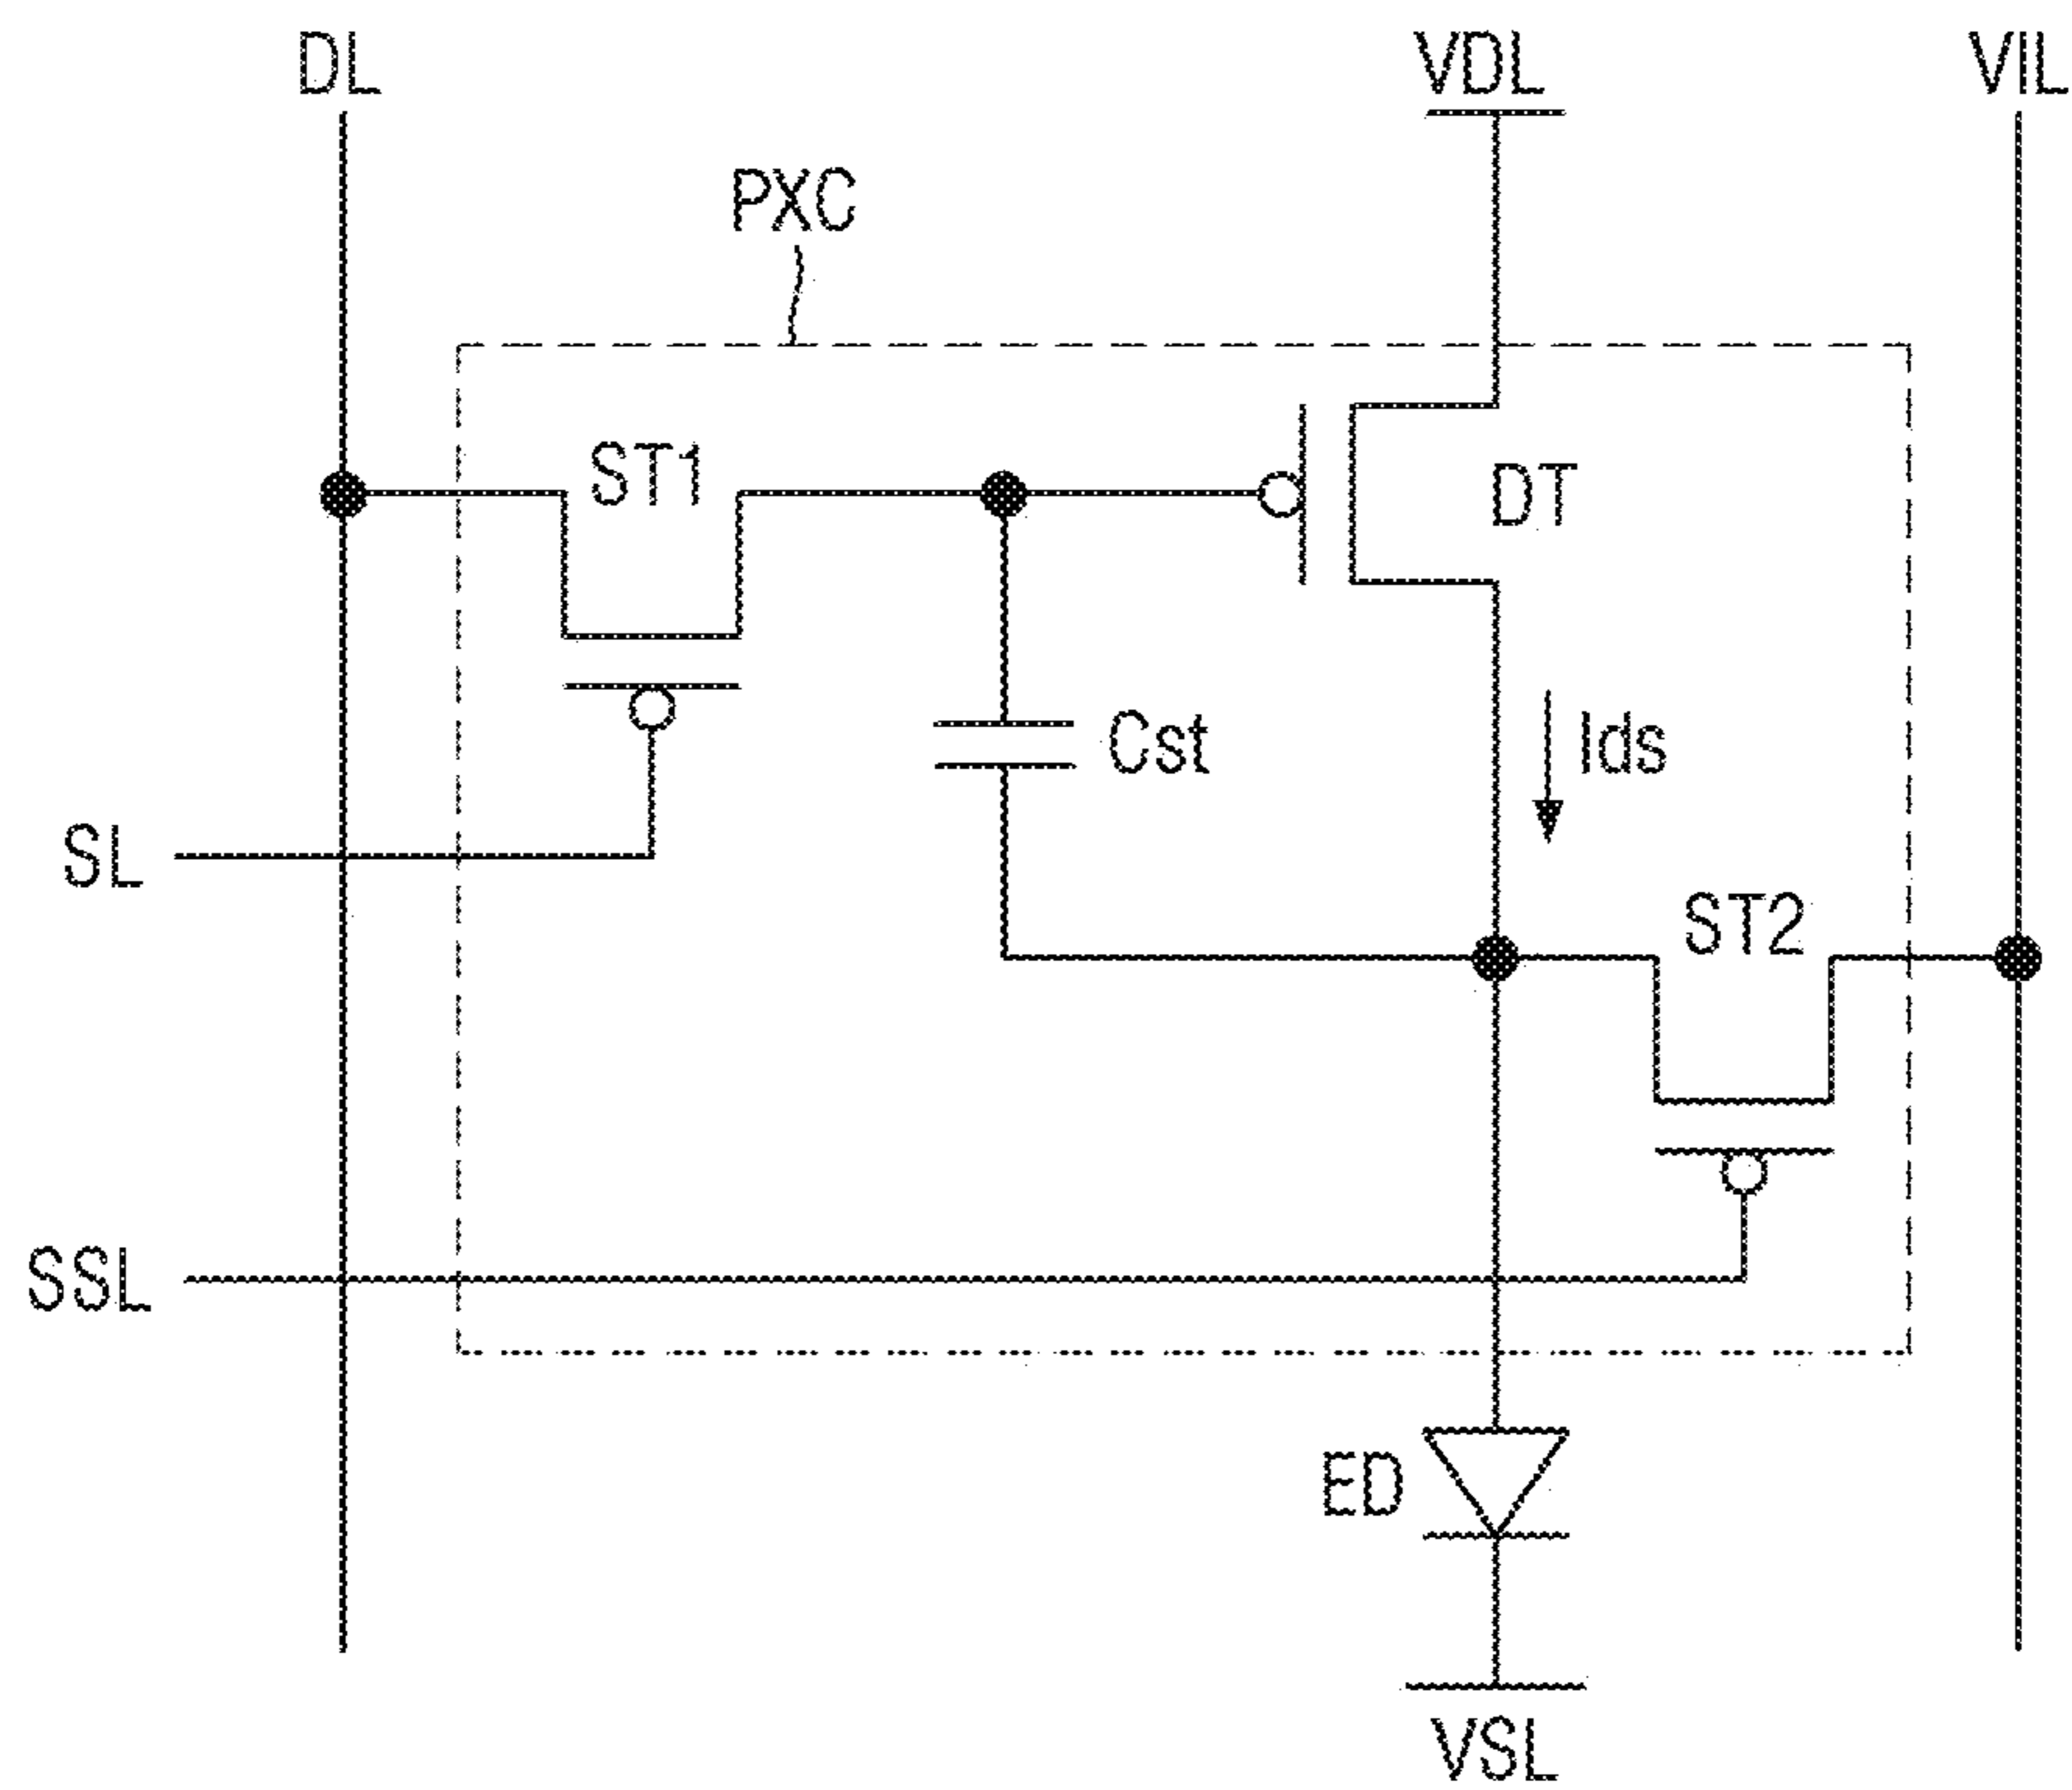 DL
VDL
VIL
PXC
ST1
DT
Cst
Ids
SL
ST2
SSL
ED
VSL